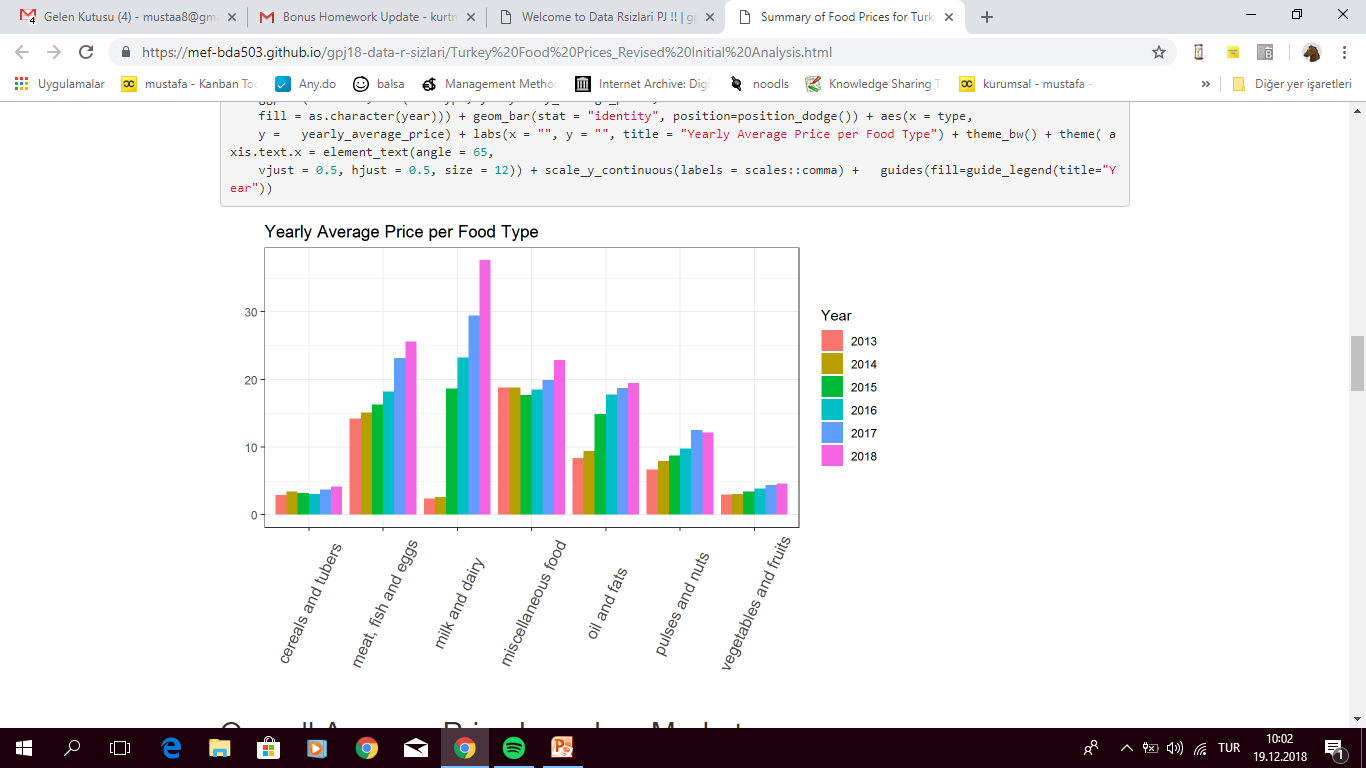 Gelen Kutusu (4) - mustaa8@gm
Bonus Homework Update - kurtm
Welcome to Data Rsizlari PJ !! | gp
Summary of Food Prices for Turk
https://mef-bda503.github.io/gpj18-data-r-sizlari/Turkey%20Food%20Prices_Revised%20Initial%20Analysis.html
Uygulamalar
mustafa - Kanban Too
Any.do
balsa
Management Method
Internet Archive: Digi
noodls
Knowledge Sharing T
kurumsal - mustafa -
»
Diğer yer işaretleri
fill = as.character(year))) + geom_bar(stat = "identity", position=position_dodge()) + aes(x = type,
y = yearly_average_price) + labs(x = "", y = "", title = "Yearly Average Price per Food Type") + theme_bw() + theme( a
xis.text.x = element_text(angle = 65,
vjust = 0.5, hjust = 0.5, size = 12)) + scale_y_continuous(labels = scales::comma) + guides(fill=guide_legend(title="Y
ear"))
Yearly Average Price per Food Type
30
20
10
0
cereals and tubers
meat, fish and eggs
milk and dairy
miscellaneous food
oil and fats
pulses and nuts
vegetables and fruits
Year
2013
2014
2015
2016
2017
2018
TUR
10:02
19.12.2018
1